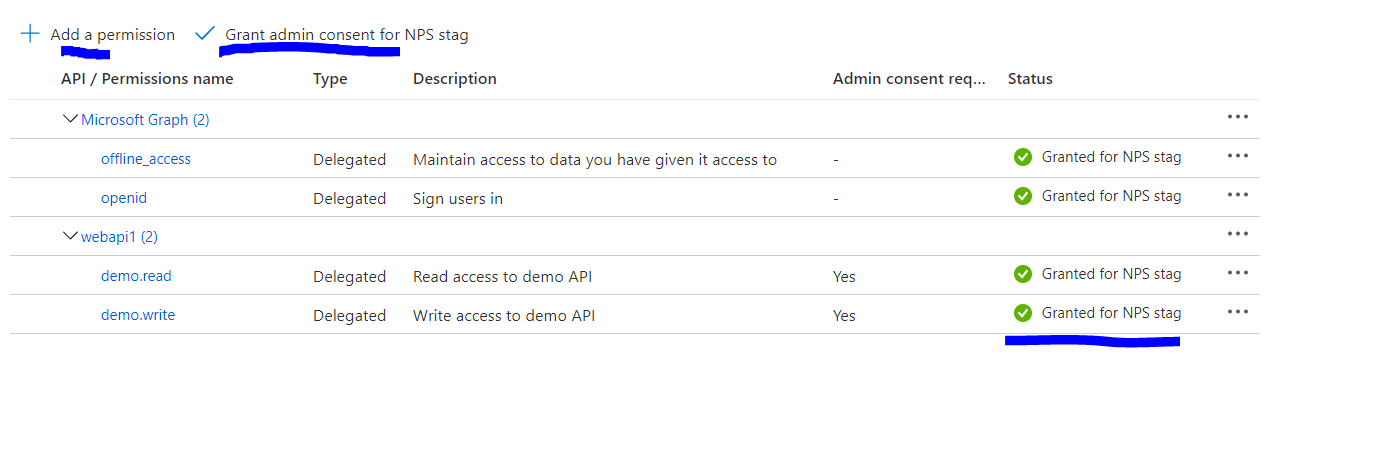 Add a permission Grant admin consent for NPS stag
API / Permissions name Type Description Admin consent req... Status
Microsoft Graph (2)
offline_access Delegated Maintain access to data you have given it access to - Granted for NPS stag
openid Delegated Sign users in - Granted for NPS stag
webapi1 (2)
demo.read Delegated Read access to demo API Yes Granted for NPS stag
demo.write Delegated Write access to demo API Yes Granted for NPS stag